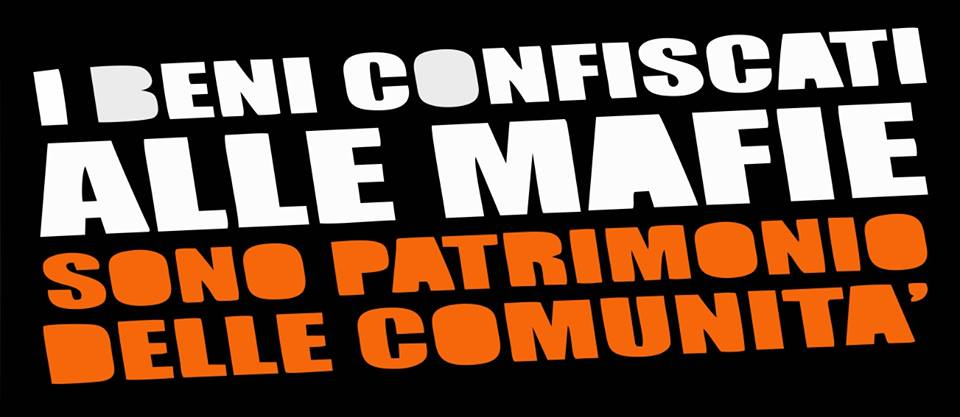 I BENI CONFISCATI
ALLE MAFIE
SONO PATRIMONIO
DELLE COMUNITA'